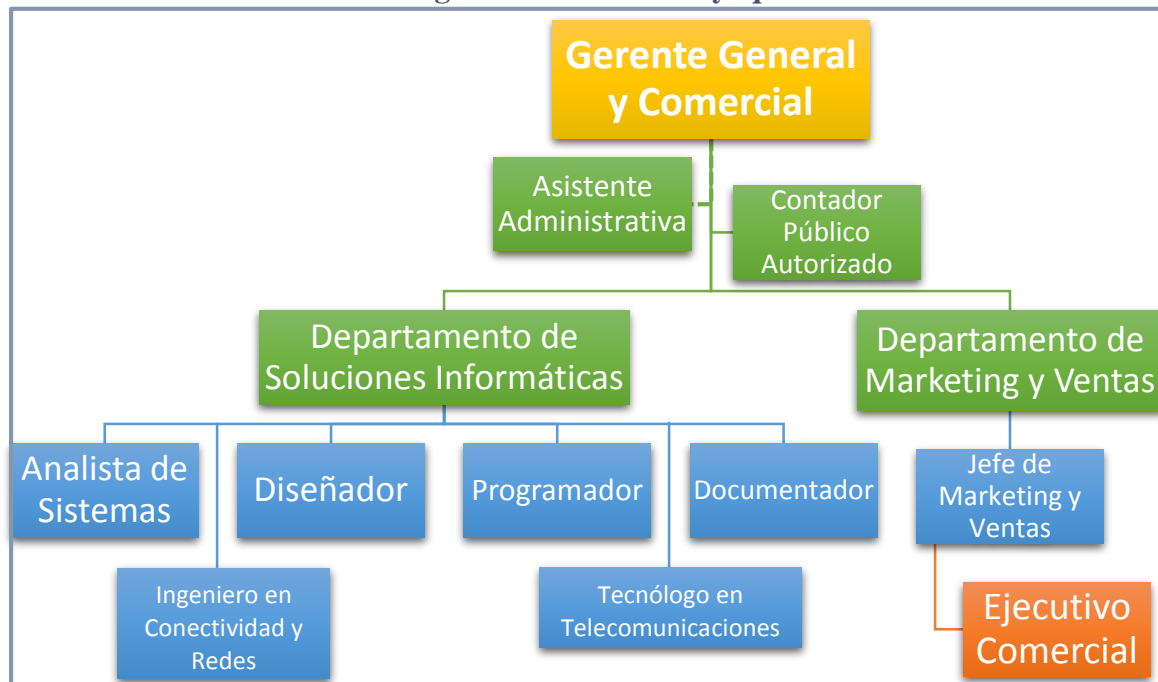 Gerente General
y Comercial
Asistente
Administrativa
Contador
Público
Autorizado
Departamento de
Soluciones Informáticas
Departamento de
Marketing y Ventas
Analista de
Sistemas
Diseñador
Programador
Documentador
Jefe de
Marketing y
Ventas
Ingeniero en
Conectividad y
Redes
Tecnólogo en
Telecomunicaciones
Ejecutivo
Comercial